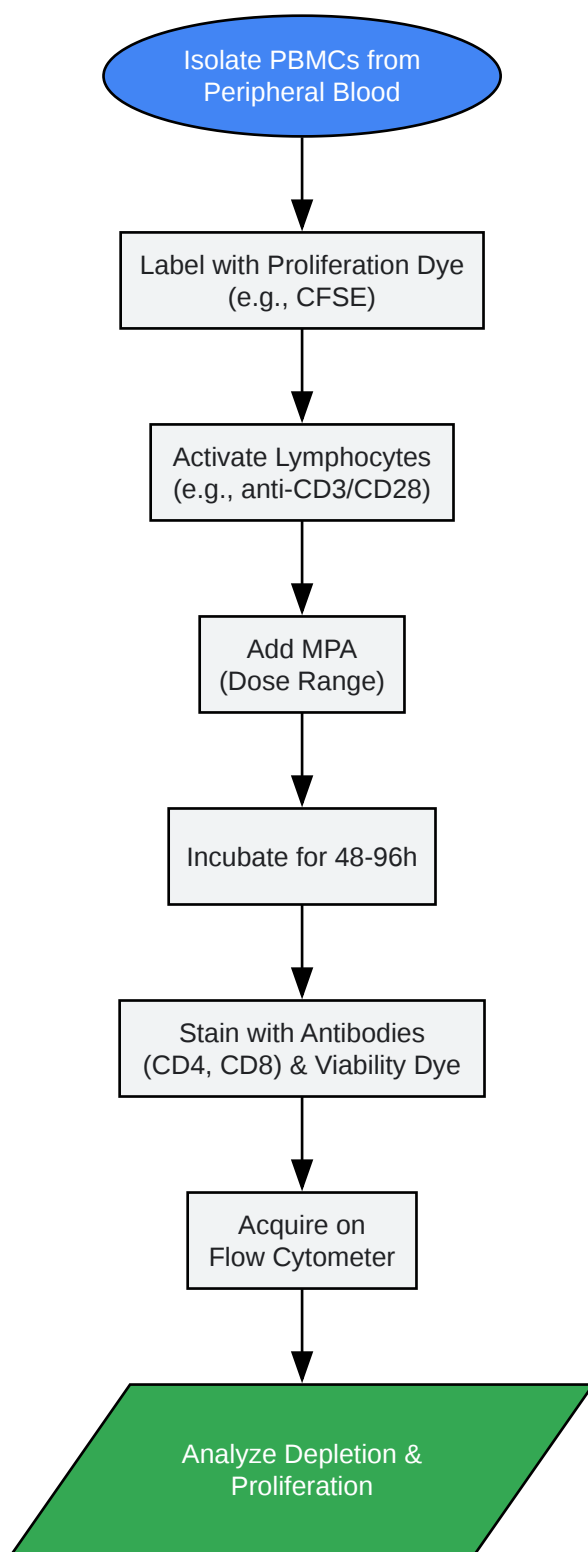 Isolate PBMCs from
Peripheral Blood
Label with Proliferation Dye
(e.g., CFSE)
Activate Lymphocytes
(e.g., anti-CD3/CD28)
Add MPA
(Dose Range)
Incubate for 48-96h
Stain with Antibodies
(CD4, CD8) & Viability Dye
Acquire on
Flow Cytometer
Analyze Depletion &
Proliferation